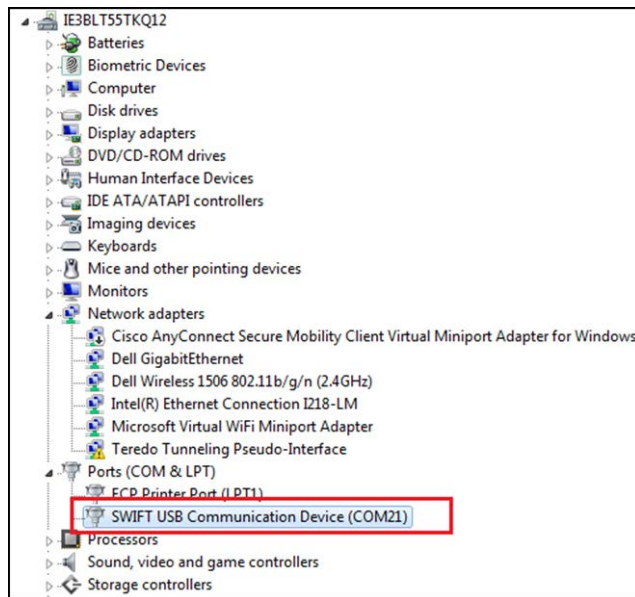 IE3BLT55TKQ12
Batteries
Biometric Devices
Computer
Disk drives
Display adapters
DVD/CD-ROM drives
Human Interface Devices
IDE ATA/ATAPI controllers
Imaging devices
Keyboards
Mice and other pointing devices
Monitors
Network adapters
Cisco AnyConnect Secure Mobility Client Virtual Miniport Adapter for Windows
Dell GigabitEthernet
Dell Wireless 1506 802.11b/g/n (2.4GHz)
Intel(R) Ethernet Connection I218-LM
Microsoft Virtual WiFi Miniport Adapter
Teredo Tunneling Pseudo-Interface
Ports (COM & LPT)
ECP Printer Port (LPT1)
SWIFT USB Communication Device (COM21)
Processors
Sound, video and game controllers
Storage controllers